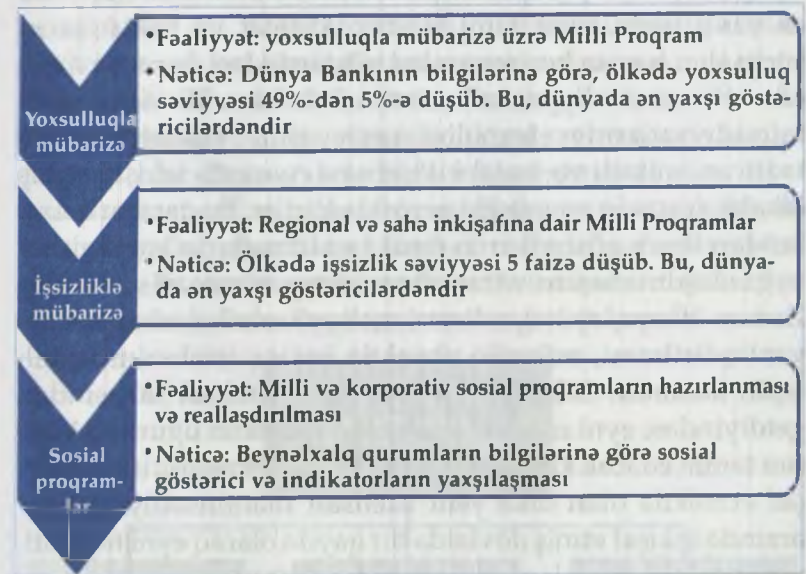 Yoxsulluqla
mübarizə
• Fəaliyyət: yoxsulluqla mübarizə üzrə Milli Proqram
• Nəticə: Dünya Bankının bilgilərinə görə, ölkədə yoxsulluq
səviyyəsi 49%-dən 5%-ə düşüb. Bu, dünyada ən yaxşı göstə-
ricilərdəndir
İşsizliklə
mübarizə
• Fəaliyyət: Regional və sahə inkişafına dair Milli Proqramlar
• Nəticə: Ölkədə işsizlik səviyyəsi 5 faizə düşüb. Bu, dünya-
da ən yaxşı göstəricilərdəndir
Sosial
proqram-
lar
• Fəaliyyət: Milli və korporativ sosial proqramların hazırlanması
və reallaşdırılması
• Nəticə: Beynəlxalq qurumların bilgilərinə görə sosial
göstərici və indikatorların yaxşılaşması